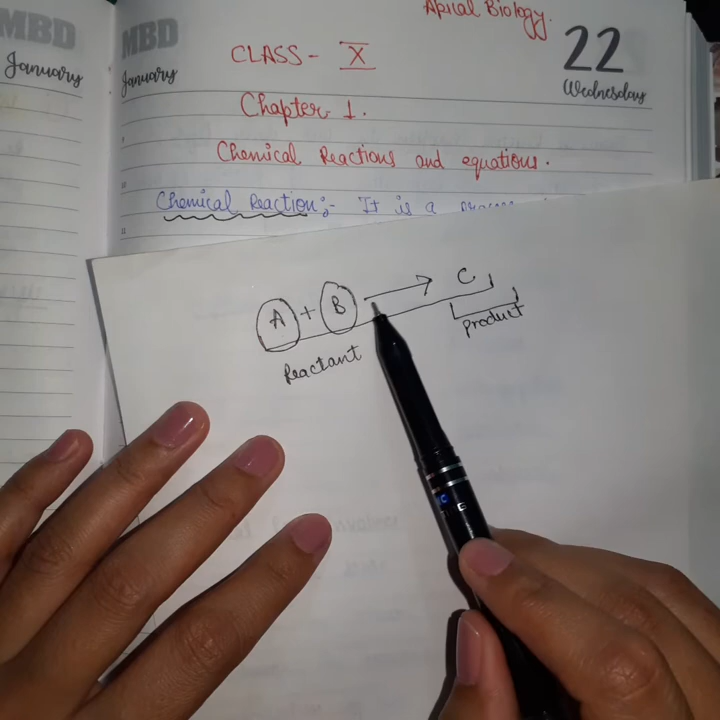 MBD
MBD
January
January
Apical Biology.
22
Wednesday
CLASS - X
Chapter 1.
Chemical Reactions and equations.
Chemical Reaction:- It is a
A + B → C
Reactant
Product